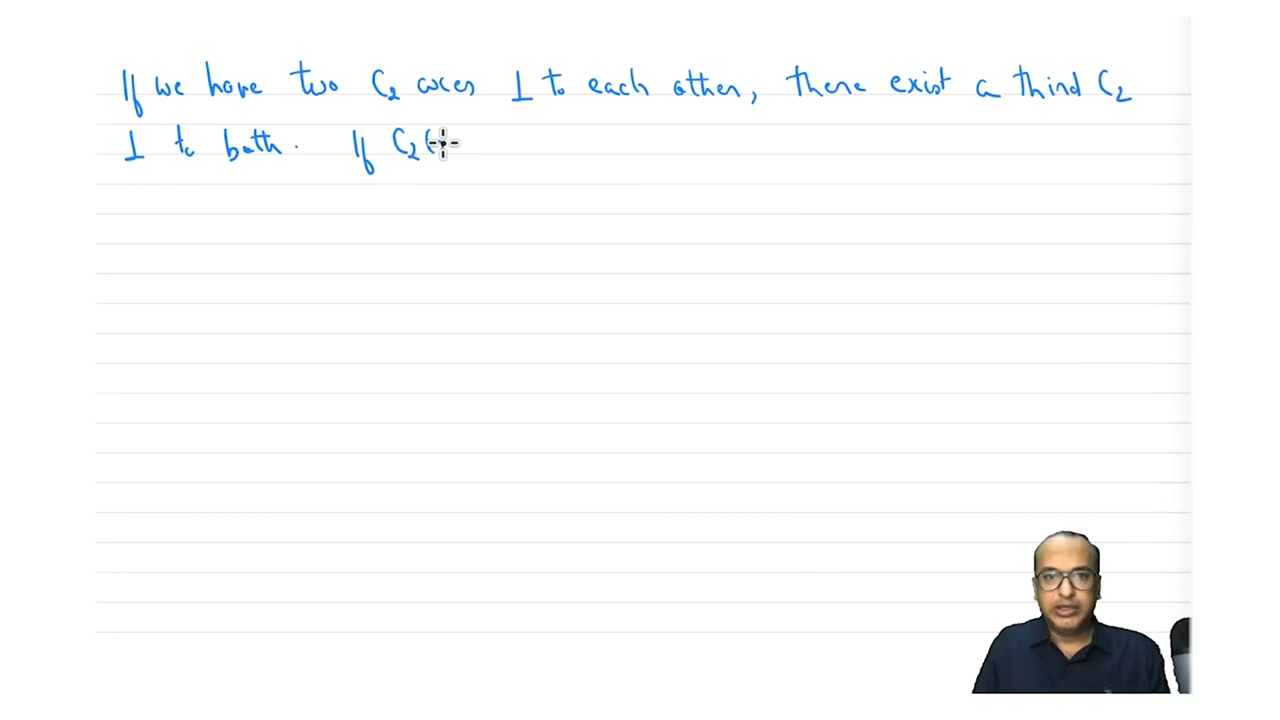 If we have two C₂ axes ⊥ to each other, there exist a third C₂
⊥ to both. If C₂(